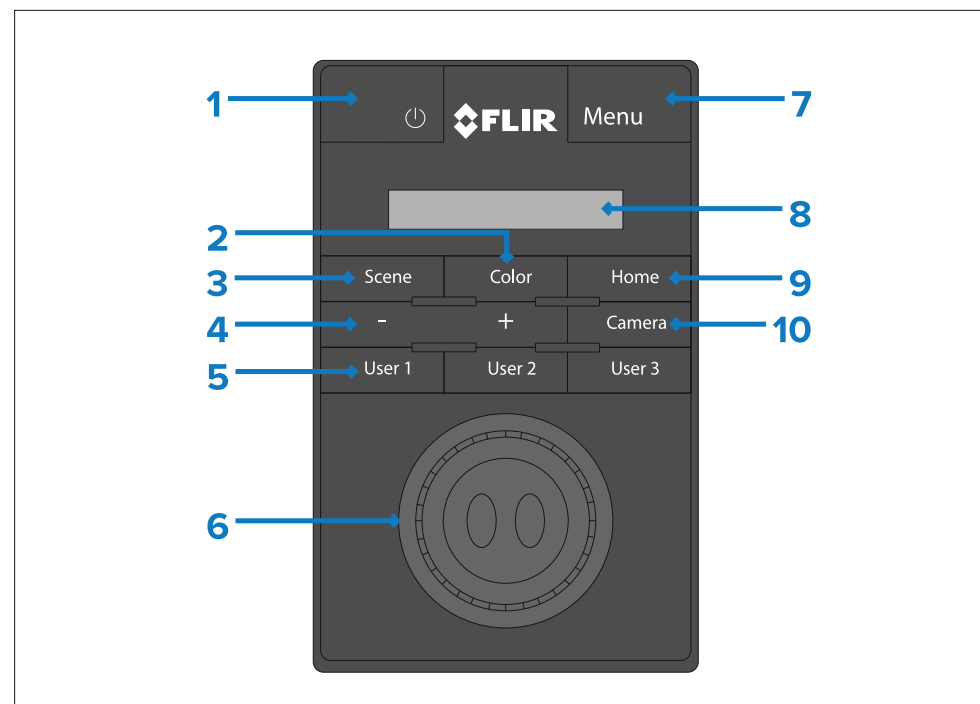 1
FLIR
Menu
7
8
2
3
Scene
Color
Home
9
4
-
+
Camera
10
5
User 1
User 2
User 3
6